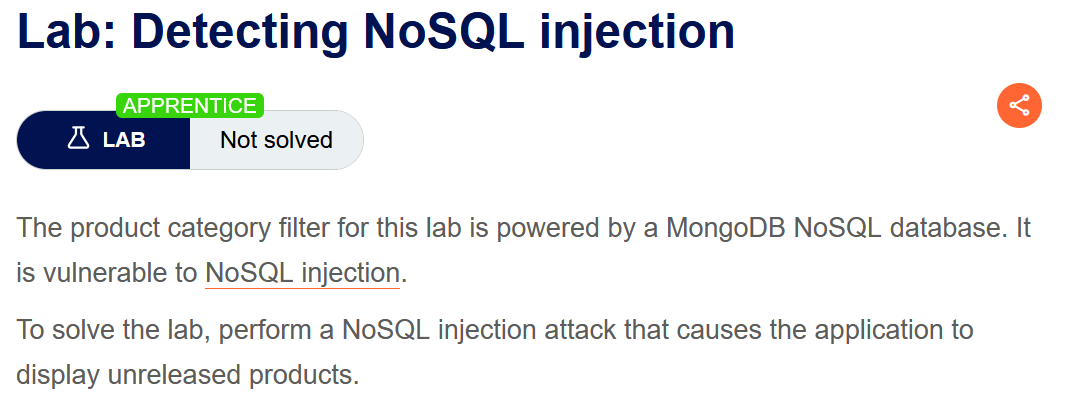 Lab: Detecting NoSQL injection
APPRENTICE
LAB Not solved
The product category filter for this lab is powered by a MongoDB NoSQL database. It
is vulnerable to NoSQL injection.
To solve the lab, perform a NoSQL injection attack that causes the application to
display unreleased products.